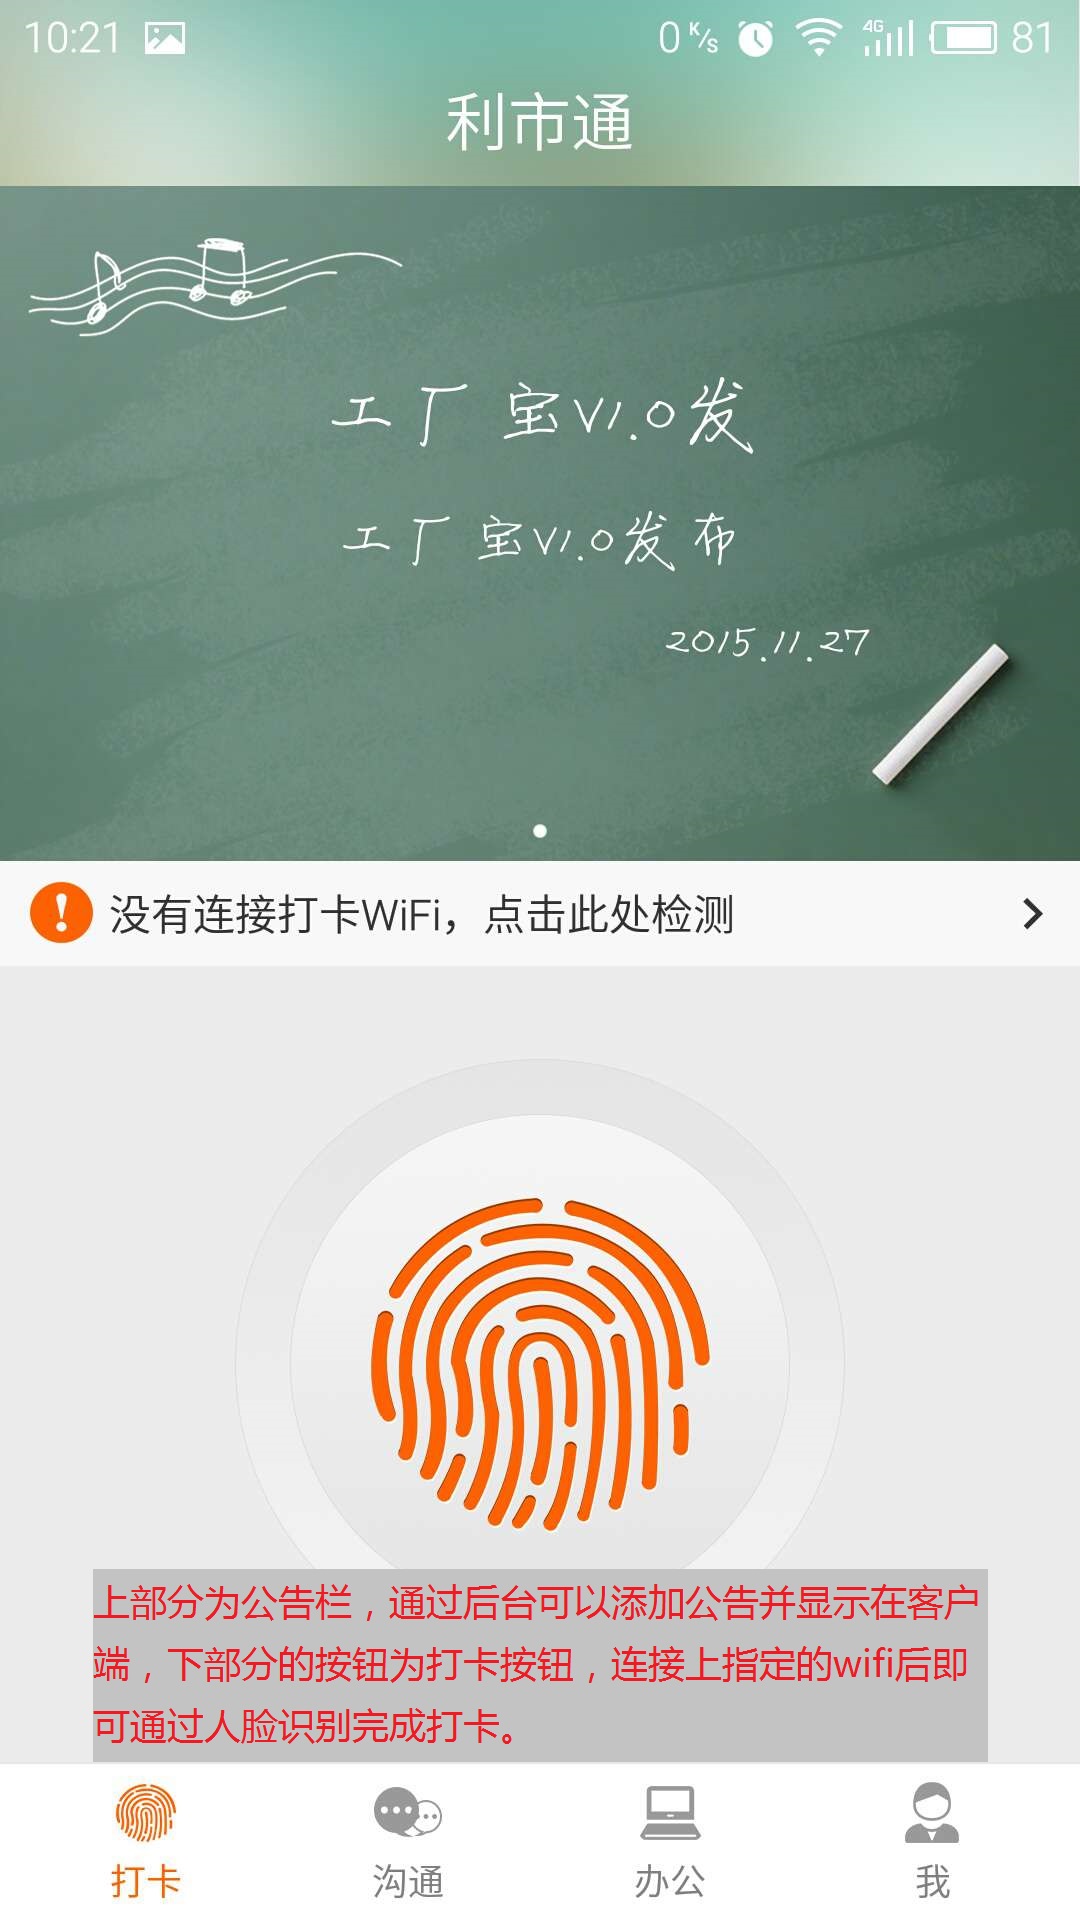 10:21
0 K/s
4G
81
利市通
工厂宝V1.0发
工厂宝V1.0发布
2015.11.27
没有连接打卡WiFi，点击此处检测
上部分为公告栏，通过后台可以添加公告并显示在客户
端，下部分的按钮为打卡按钮，连接上指定的wifi后即
可通过人脸识别完成打卡。
打卡
沟通
办公
我